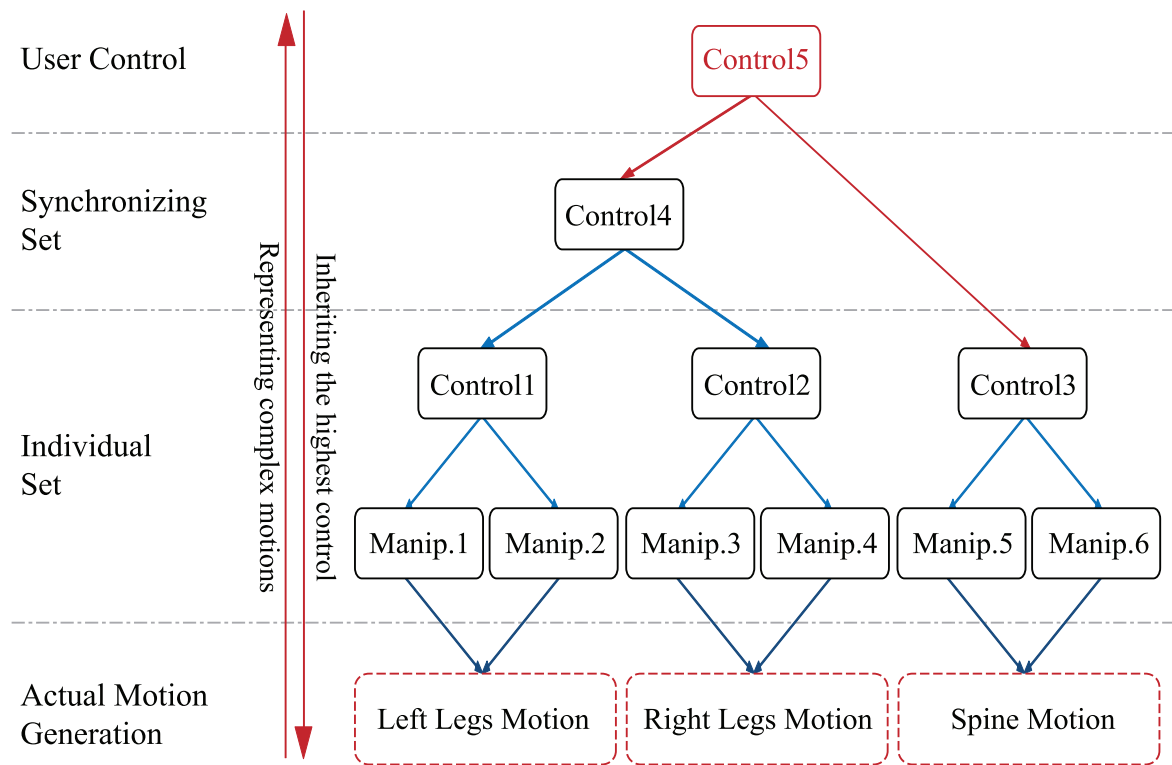 User Control
Control5
Synchronizing
Set
Control4
Representing complex motions
Inheriting the highest control
Individual
Set
Control1
Control2
Control3
Manip.1
Manip.2
Manip.3
Manip.4
Manip.5
Manip.6
Actual Motion
Generation
Left Legs Motion
Right Legs Motion
Spine Motion